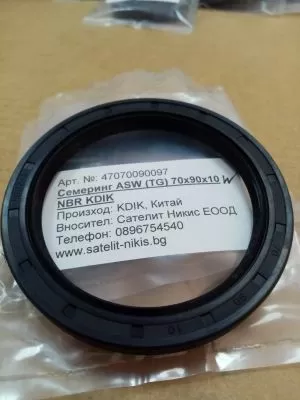 Арт. №: 47070090097
Семеринг ASW (TG) 70x90x10 W
NBR KDIK
Произход: KDIK, Китай
Вносител: Сателит Никис ЕООД
Телефон: 0896754540
www.satelit-nikis.bg